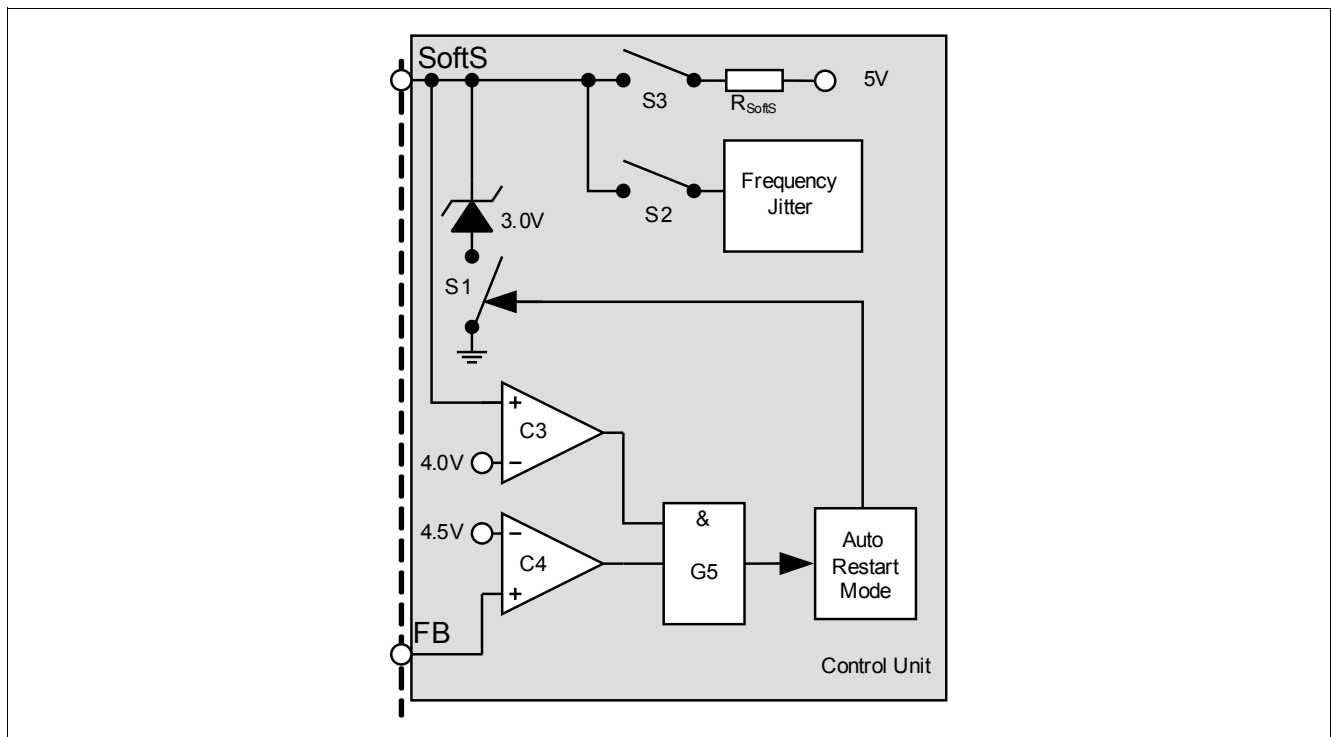 SoftS
S3
RSoftS
5V
S2
Frequency
Jitter
3.0V
S1
+
C3
4.0V
−
4.5V
−
C4
+
&
G5
Auto
Restart
Mode
FB
Control Unit